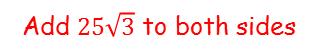 Add 25√3 to both sides